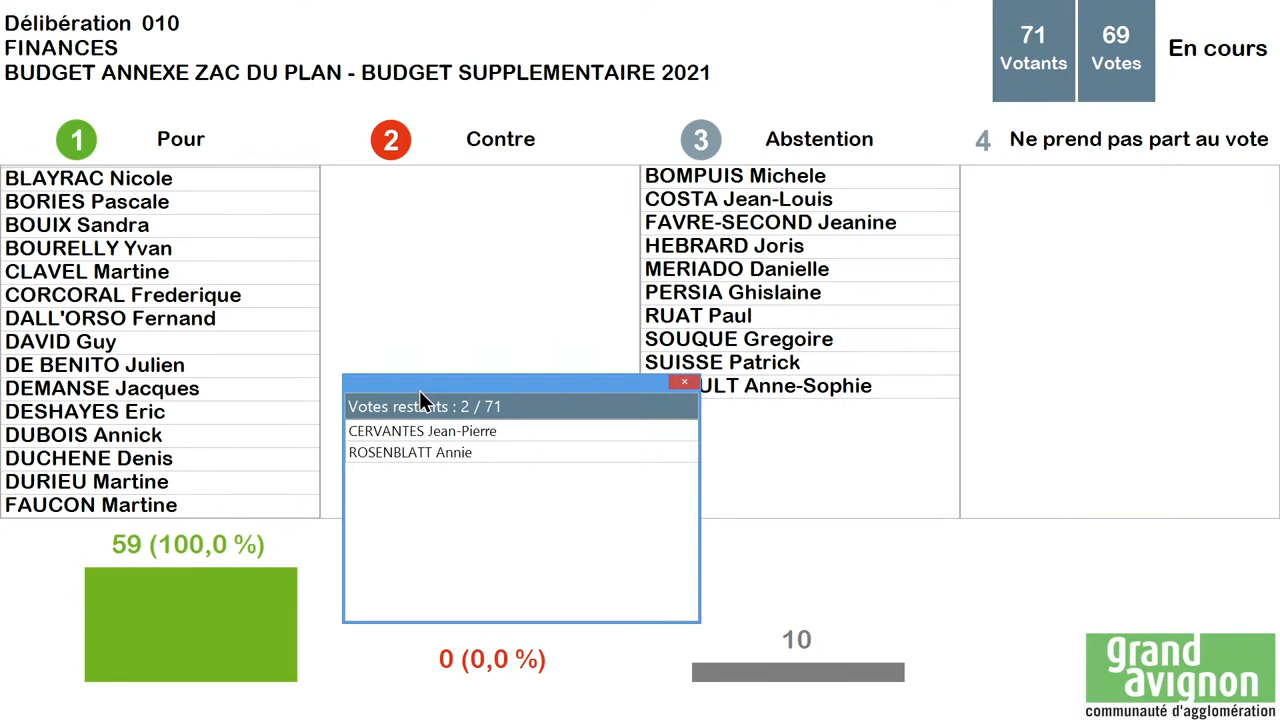 Délibération 010
FINANCES
BUDGET ANNEXE ZAC DU PLAN - BUDGET SUPPLEMENTAIRE 2021
71
Votants
69
Votes
En cours
1 Pour
2 Contre
3 Abstention
4 Ne prend pas part au vote
BLAYRAC Nicole
BORIES Pascale
BOUIX Sandra
BOURELLY Yvan
CLAVEL Martine
CORCORAL Frederique
DALL'ORSO Fernand
DAVID Guy
DE BENITO Julien
DEMANSE Jacques
DESHAYES Eric
DUBOIS Annick
DUCHENE Denis
DURIEU Martine
FAUCON Martine
BOMPUIS Michele
COSTA Jean-Louis
FAVRE-SECOND Jeanine
HEBRARD Joris
MERIADO Danielle
PERSIA Ghislaine
RUAT Paul
SOUQUE Gregoire
SUISSE Patrick
Anne-Sophie
Votes restants : 2 / 71
CERVANTES Jean-Pierre
ROSENBLATT Annie
59 (100,0 %)
0 (0,0 %)
10
grand
avignon
communauté d'agglomération